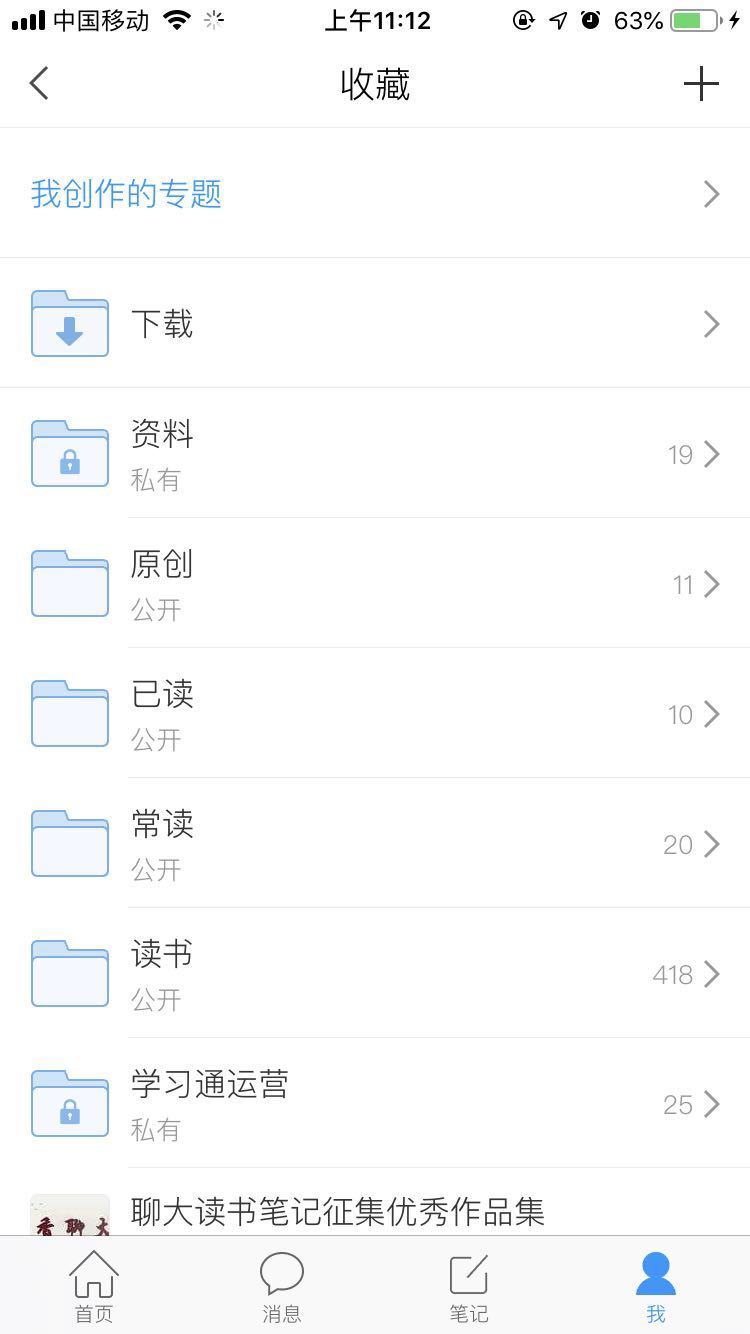 中国移动 上午11:12 63%
收藏
我创作的专题
下载
资料
私有
19
原创
公开
11
已读
公开
10
常读
公开
20
读书
公开
418
学习通运营
私有
25
聊大读书笔记征集优秀作品集
香聊大
首页 消息 笔记 我